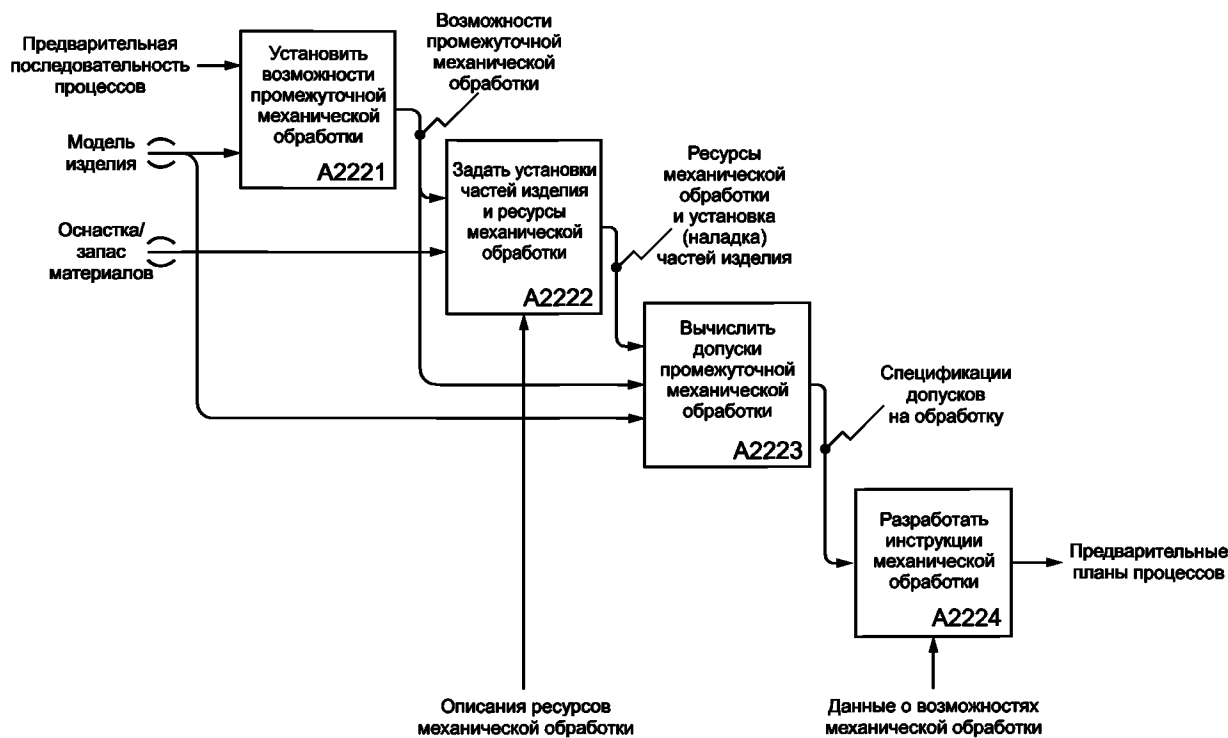 Предварительная
последовательность
процессов
Модель
изделия
Оснастка/
запас
материалов
Установить
возможности
промежуточной
механической
обработки
A2221
Возможности
промежуточной
механической
обработки
Задать установки
частей изделия
и ресурсы
механической
обработки
A2222
Ресурсы
механической
обработки
и установка
(наладка)
частей изделия
Вычислить
допуски
промежуточной
механической
обработки
A2223
Спецификации
допусков
на обработку
Разработать
инструкции
механической
обработки
A2224
Предварительные
планы процессов
Описания ресурсов
механической обработки
Данные о возможностях
механической обработки